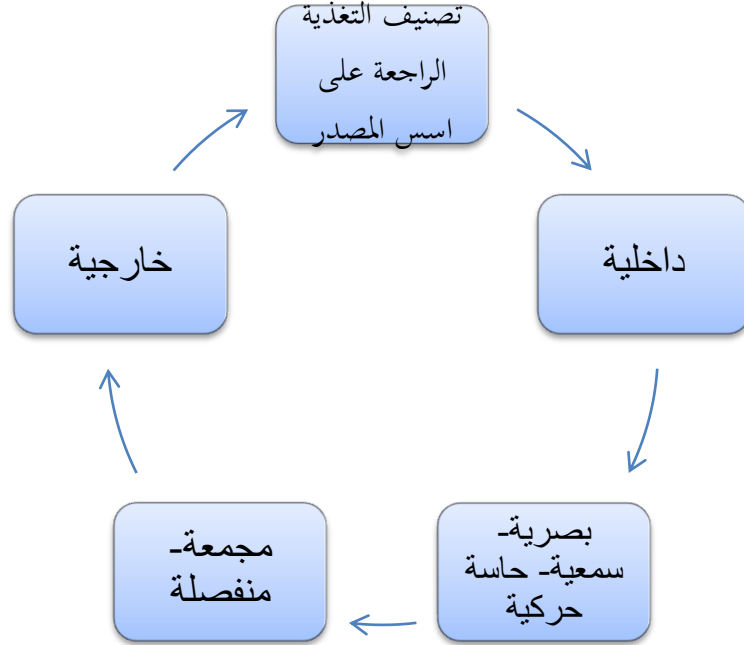 تصنيف التغذية
الراجعة على
اسس المصدر
داخلية
بصرية-
سمعية- حاسة
حركية
مجمعة-
منفصلة
خارجية